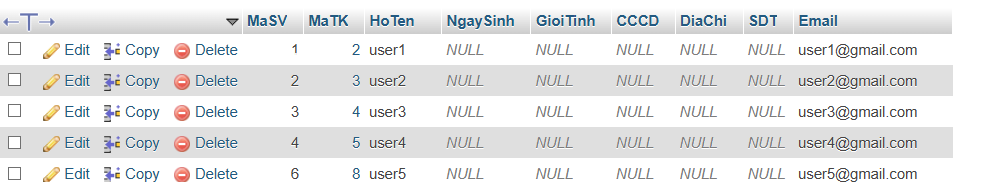 MaSV MaTK HoTen NgaySinh GioiTinh CCCD DiaChi SDT Email
Edit Copy Delete 1 2 user1 NULL NULL NULL NULL NULL user1@gmail.com
Edit Copy Delete 2 3 user2 NULL NULL NULL NULL NULL user2@gmail.com
Edit Copy Delete 3 4 user3 NULL NULL NULL NULL NULL user3@gmail.com
Edit Copy Delete 4 5 user4 NULL NULL NULL NULL NULL user4@gmail.com
Edit Copy Delete 6 8 user5 NULL NULL NULL NULL NULL user5@gmail.com